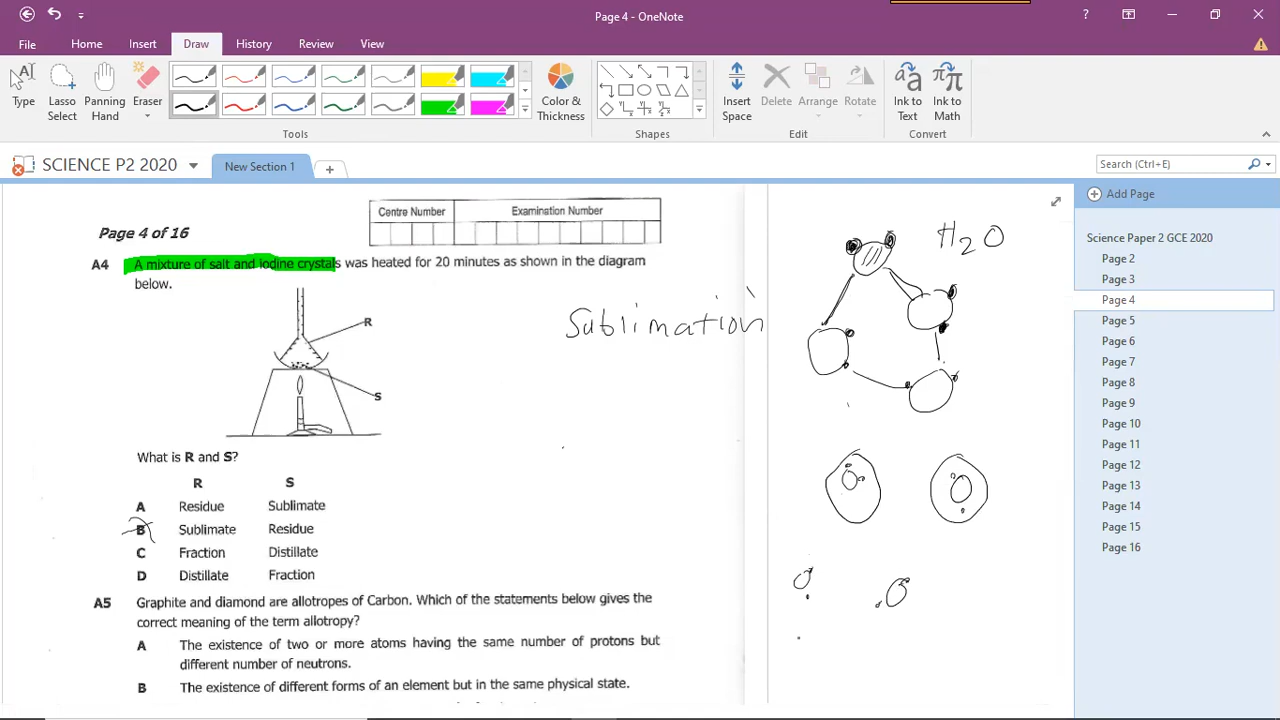 Page 4 - OneNote
File Home Insert Draw History Review View
Type
Lasso Select
Panning Hand
Eraser
Color & Thickness
Insert Space
Delete
Arrange
Rotate
Ink to Text
Ink to Math
Tools
Shapes
Edit
Convert
SCIENCE P2 2020
New Section 1
Search (Ctrl+E)
Add Page
Science Paper 2 GCE 2020
Page 2
Page 3
Page 4
Page 5
Page 6
Page 7
Page 8
Page 9
Page 10
Page 11
Page 12
Page 13
Page 14
Page 15
Page 16
Centre Number Examination Number
Page 4 of 16
A4 A mixture of salt and iodine crystals was heated for 20 minutes as shown in the diagram
below.
R
S
Sublimation
H2O
What is R and S?
R S
A Residue Sublimate
B Sublimate Residue
C Fraction Distillate
D Distillate Fraction
A5 Graphite and diamond are allotropes of Carbon. Which of the statements below gives the
correct meaning of the term allotropy?
A The existence of two or more atoms having the same number of protons but
different number of neutrons.
B The existence of different forms of an element but in the same physical state.